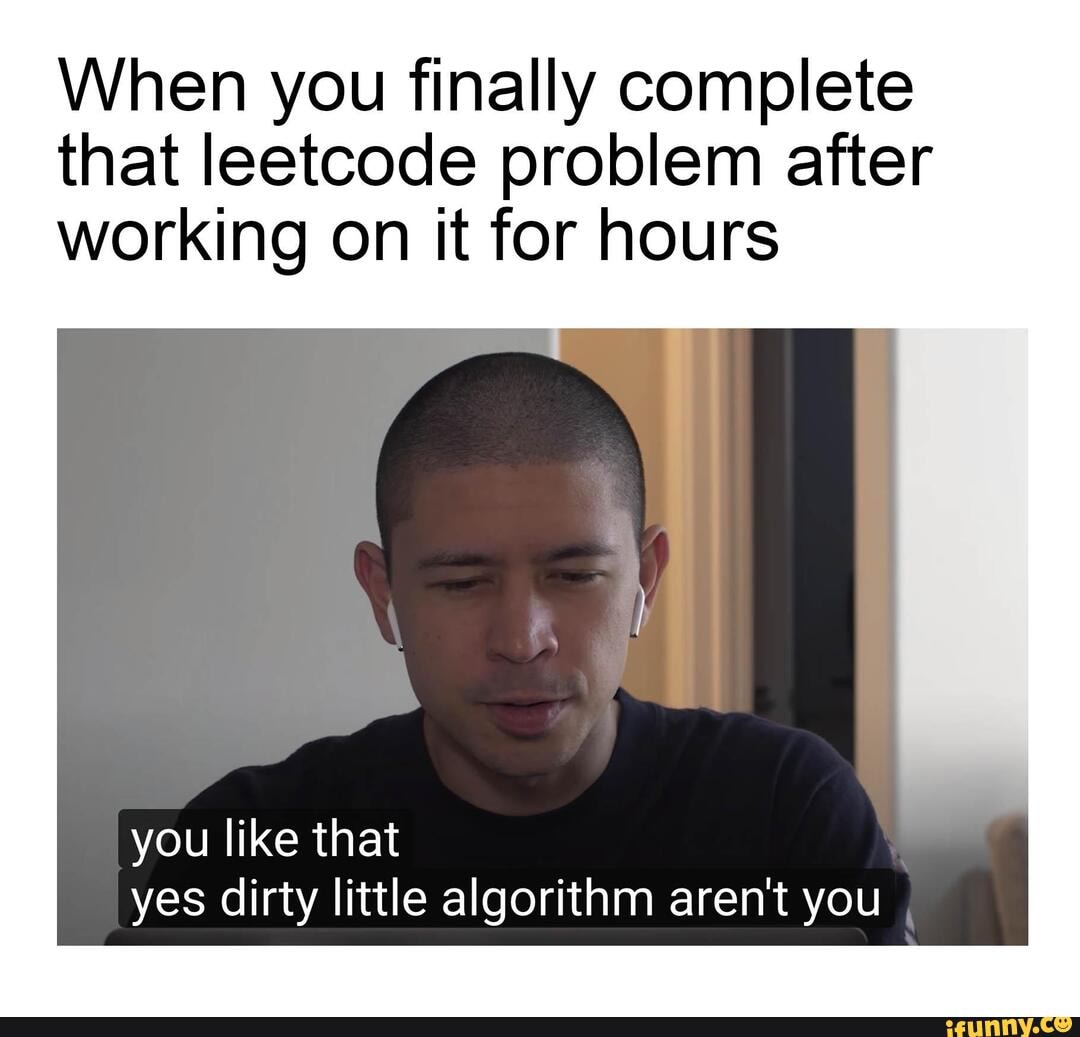 When you finally complete
that leetcode problem after
working on it for hours
you like that
yes dirty little algorithm aren't you
ifunny.co